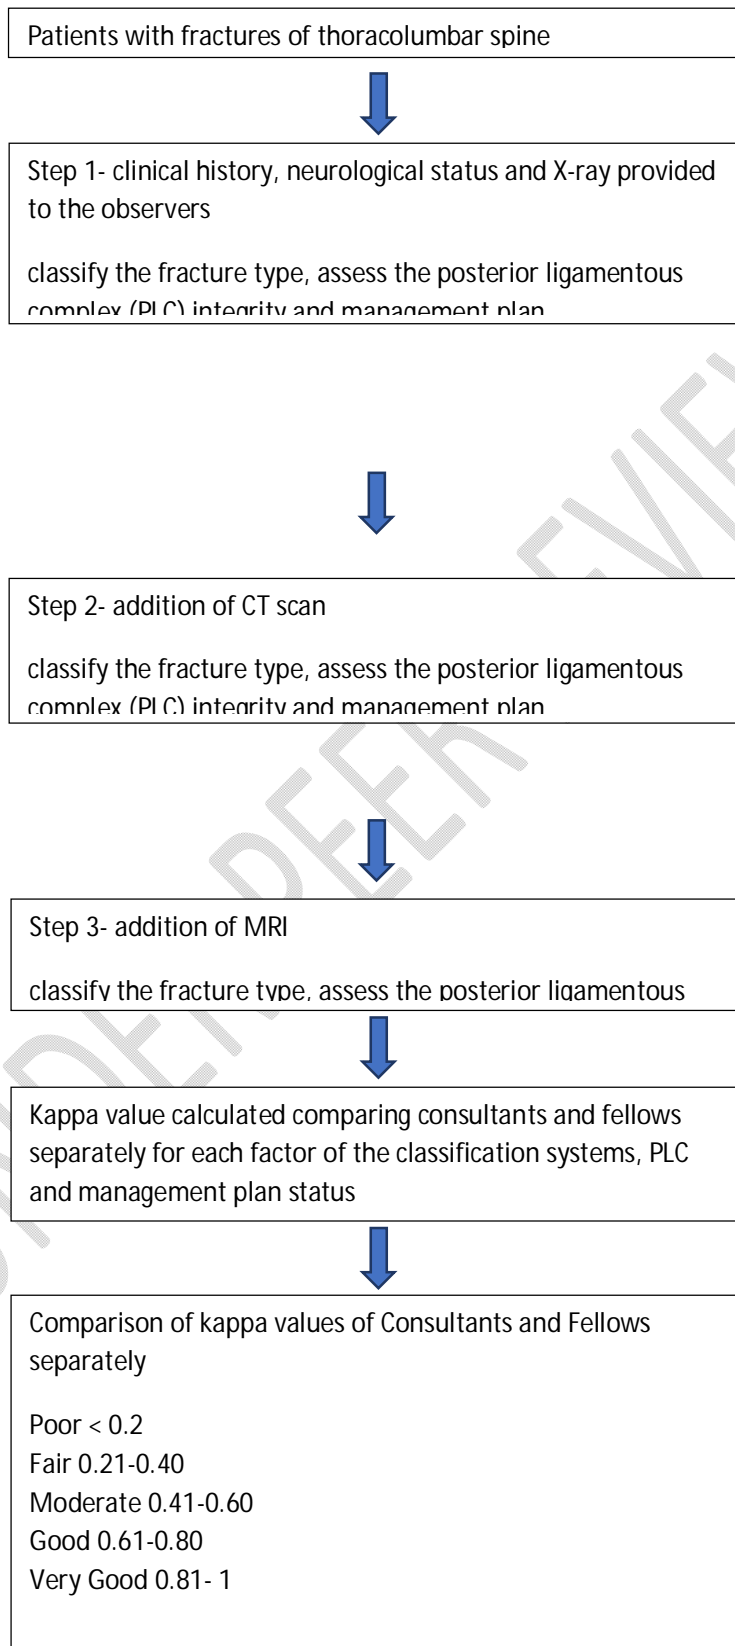 Patients with fractures of thoracolumbar spine
Step 1- clinical history, neurological status and X-ray provided
to the observers
classify the fracture type, assess the posterior ligamentous
complex (PLC) integrity and management plan
Step 2- addition of CT scan
classify the fracture type, assess the posterior ligamentous
complex (PLC) integrity and management plan
Step 3- addition of MRI
classify the fracture type, assess the posterior ligamentous
Kappa value calculated comparing consultants and fellows
separately for each factor of the classification systems, PLC
and management plan status
Comparison of kappa values of Consultants and Fellows
separately
Poor < 0.2
Fair 0.21-0.40
Moderate 0.41-0.60
Good 0.61-0.80
Very Good 0.81- 1
UNDER PEER REVIEW